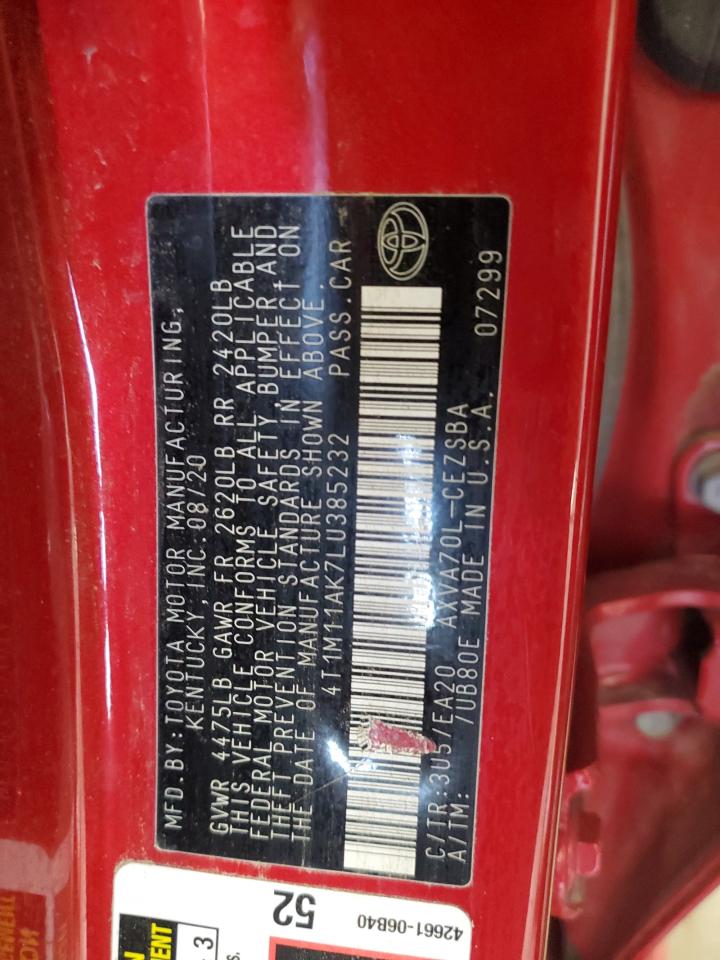 MFD.BY:TOYOTA MOTOR MANUFACTURING,
KENTUCKY, INC. 08/20
GVWR 4475LB GAWR FR 2620LB RR 2420LB
THIS VEHICLE CONFORMS TO ALL APPLICABLE
FEDERAL MOTOR VEHICLE SAFETY, BUMPER, AND
THEFT PREVENTION STANDARDS IN EFFECT ON
THE DATE OF MANUFACTURE SHOWN ABOVE.
4T1M11AK7LU385232 PASS.CAR
C/TR:3U5/EA20 AXVA70L-CEZSBA
A/TM: /UB80E MADE IN U.S.A. 07299
52
42661-06B40
3